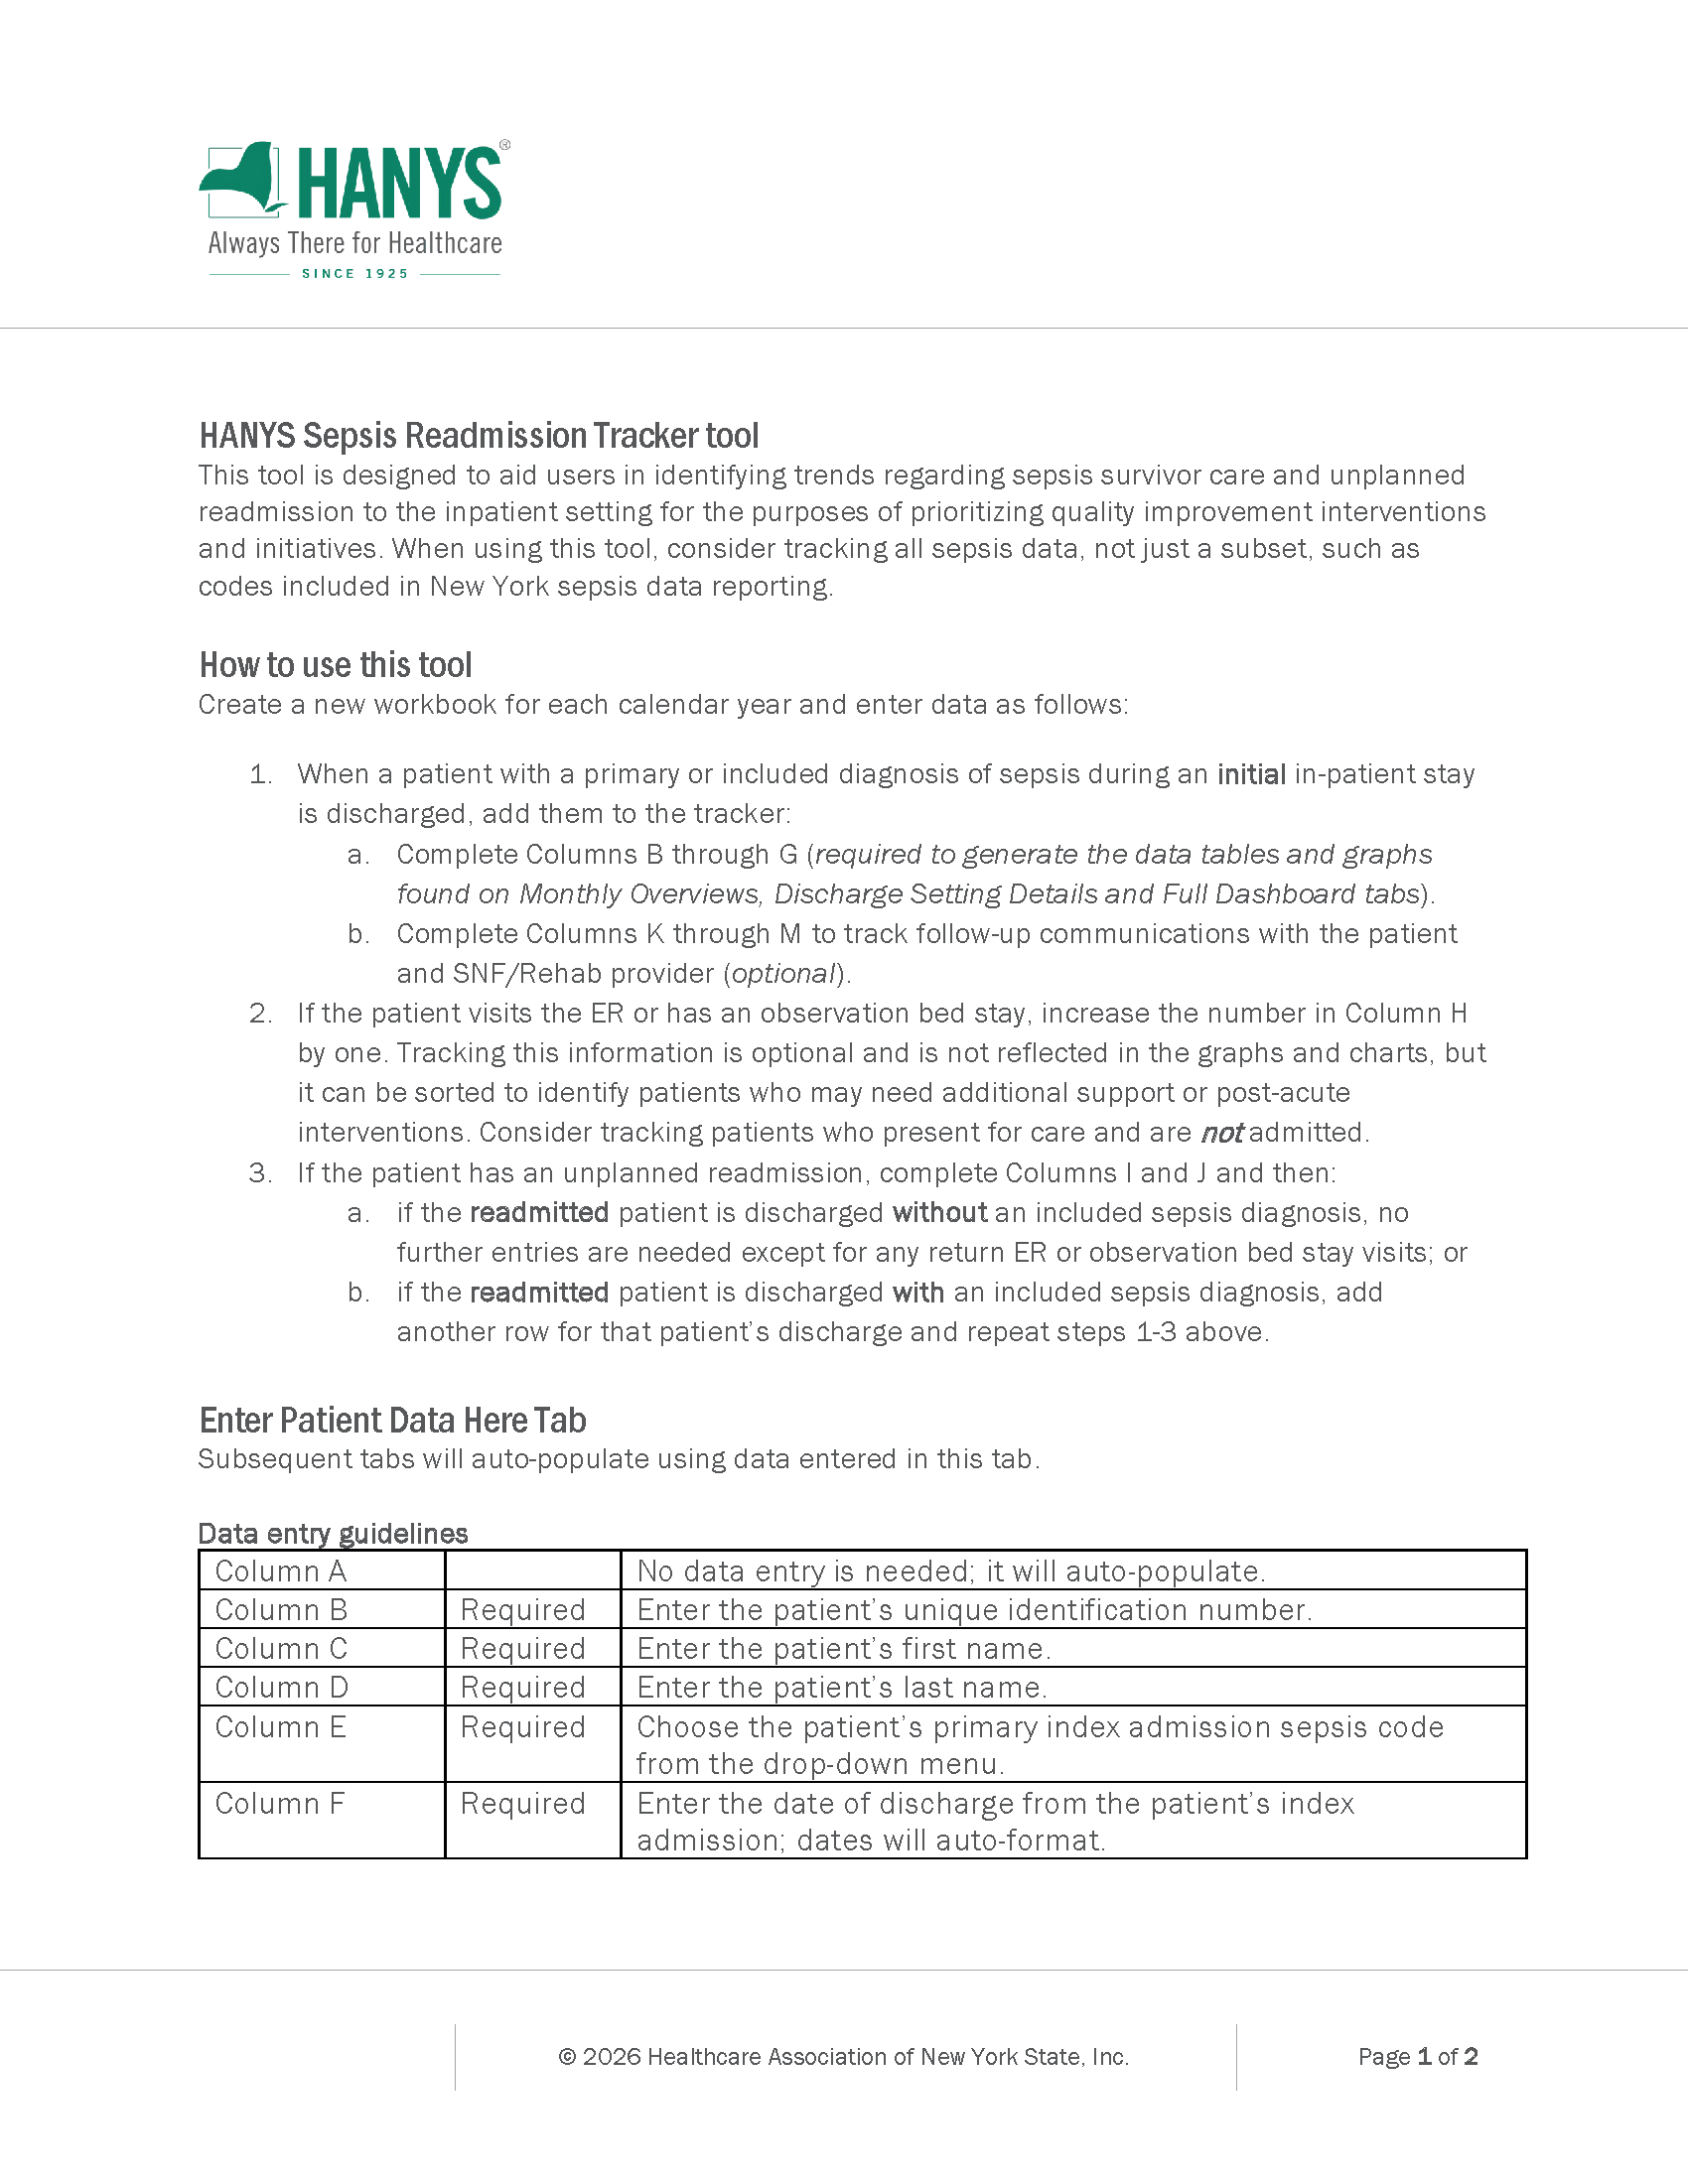 HANYS®
Always There for Healthcare
SINCE 1925
HANYS Sepsis Readmission Tracker tool
This tool is designed to aid users in identifying trends regarding sepsis survivor care and unplanned
readmission to the inpatient setting for the purposes of prioritizing quality improvement interventions
and initiatives. When using this tool, consider tracking all sepsis data, not just a subset, such as
codes included in New York sepsis data reporting.
How to use this tool
Create a new workbook for each calendar year and enter data as follows:
1. When a patient with a primary or included diagnosis of sepsis during an initial in-patient stay
is discharged, add them to the tracker:
a. Complete Columns B through G (required to generate the data tables and graphs
found on Monthly Overviews, Discharge Setting Details and Full Dashboard tabs).
b. Complete Columns K through M to track follow-up communications with the patient
and SNF/Rehab provider (optional).
2. If the patient visits the ER or has an observation bed stay, increase the number in Column H
by one. Tracking this information is optional and is not reflected in the graphs and charts, but
it can be sorted to identify patients who may need additional support or post-acute
interventions. Consider tracking patients who present for care and are not admitted.
3. If the patient has an unplanned readmission, complete Columns I and J and then:
a. if the readmitted patient is discharged without an included sepsis diagnosis, no
further entries are needed except for any return ER or observation bed stay visits; or
b. if the readmitted patient is discharged with an included sepsis diagnosis, add
another row for that patient's discharge and repeat steps 1-3 above.
Enter Patient Data Here Tab
Subsequent tabs will auto-populate using data entered in this tab.
Data entry guidelines
Column A No data entry is needed; it will auto-populate.
Column B Required Enter the patient's unique identification number.
Column C Required Enter the patient's first name.
Column D Required Enter the patient's last name.
Column E Required Choose the patient's primary index admission sepsis code
from the drop-down menu.
Column F Required Enter the date of discharge from the patient's index
admission; dates will auto-format.
© 2026 Healthcare Association of New York State, Inc. Page 1 of 2